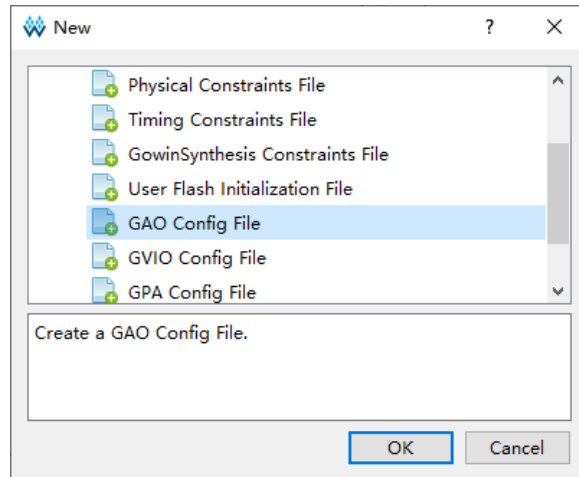 New
?
Physical Constraints File
Timing Constraints File
GowinSynthesis Constraints File
User Flash Initialization File
GAO Config File
GVIO Config File
GPA Config File
Create a GAO Config File.
OK
Cancel